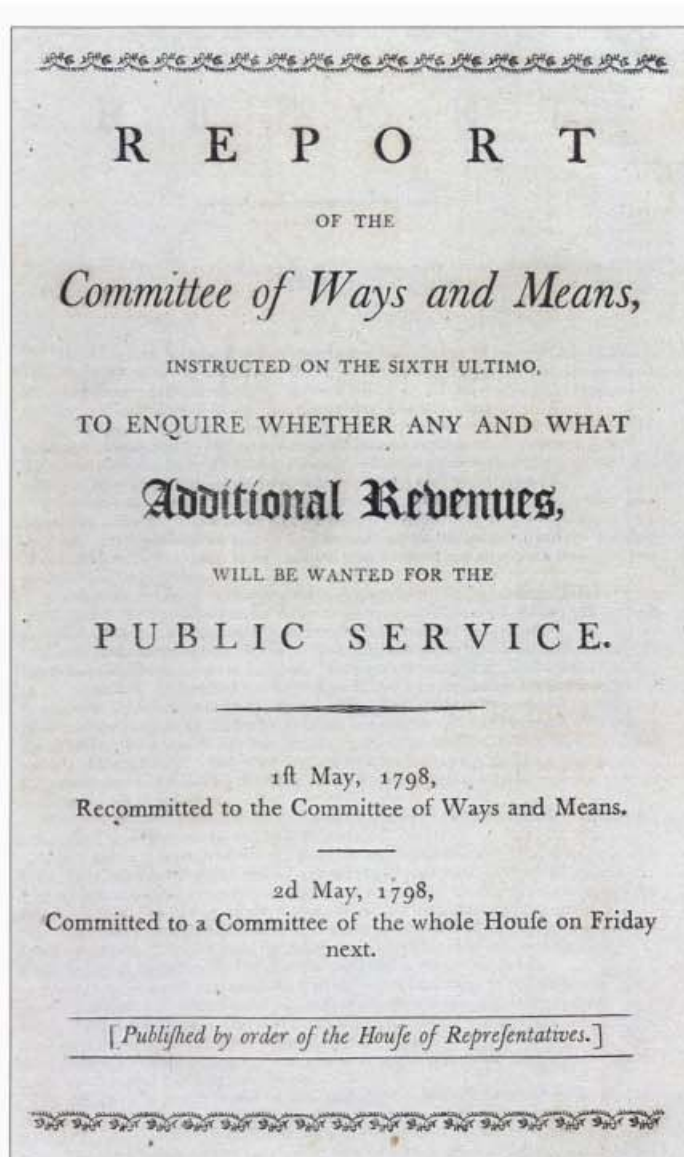 REPORT
OF THE
Committee of Ways and Means,
INSTRUCTED ON THE SIXTH ULTIMO,
TO ENQUIRE WHETHER ANY AND WHAT
Additional Revenues,
WILL BE WANTED FOR THE
PUBLIC SERVICE.
1ſt May, 1798,
Recommitted to the Committee of Ways and Means.
2d May, 1798,
Committed to a Committee of the whole Houſe on Friday
next.
[Publiſhed by order of the Houſe of Repreſentatives.]